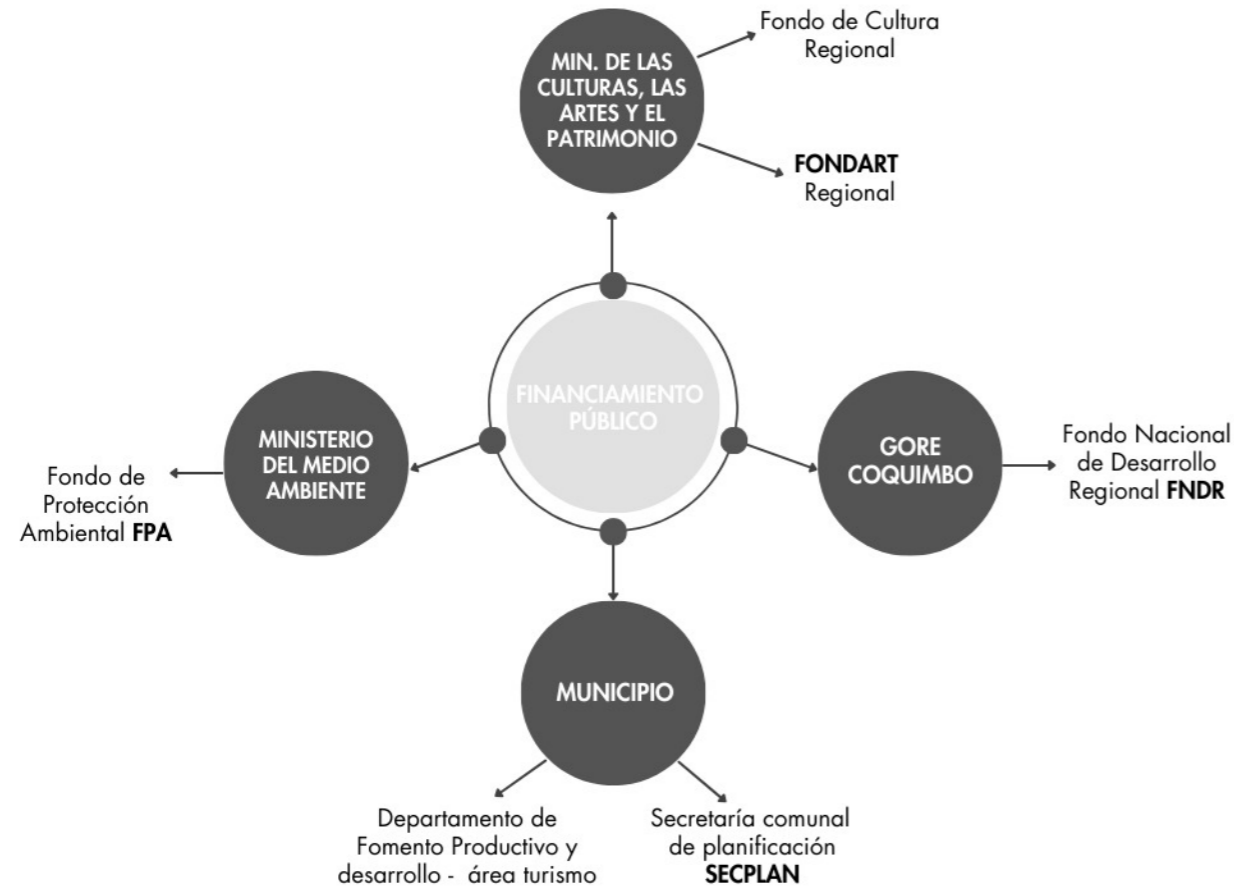 Fondo de Cultura
Regional
MIN. DE LAS
CULTURAS, LAS
ARTES Y EL
PATRIMONIO
FONDART
Regional
FINANCIAMIENTO
PÚBLICO
MINISTERIO
DEL MEDIO
AMBIENTE
Fondo de
Protección
Ambiental FPA
GORE
COQUIMBO
Fondo Nacional
de Desarrollo
Regional FNDR
MUNICIPIO
Departamento de
Fomento Productivo y
desarrollo - área turismo
Secretaría comunal
de planificación
SECPLAN